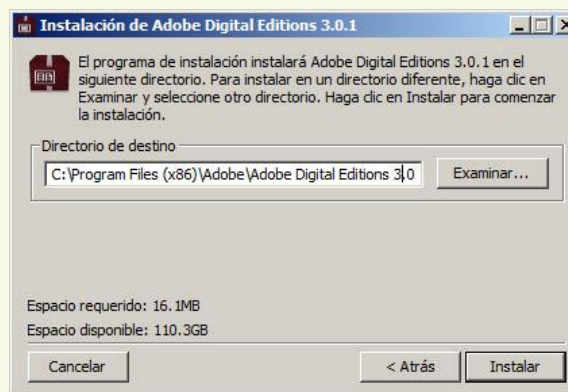 Instalación de Adobe Digital Editions 3.0.1
El programa de instalación instalará Adobe Digital Editions 3.0.1 en el
siguiente directorio. Para instalar en un directorio diferente, haga clic en
Examinar y seleccione otro directorio. Haga clic en Instalar para comenzar
la instalación.
Directorio de destino
C:\Program Files (x86)\Adobe\Adobe Digital Editions 3.0
Examinar...
Espacio requerido: 16.1MB
Espacio disponible: 110.3GB
Cancelar
< Atrás
Instalar